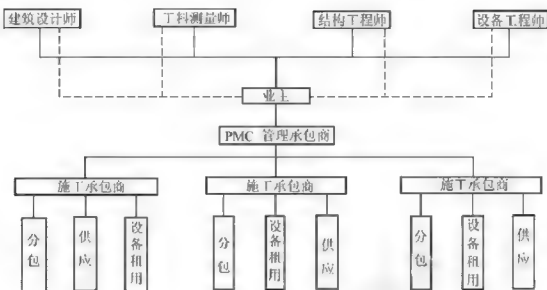 建筑设计师 工料测量师 结构工程师 设备工程师
业主
PMC 管理承包商
施工承包商 施工承包商 施工承包商
分包 供应 设备租用 分包 设备租用 供应 分包 设备租用 供应